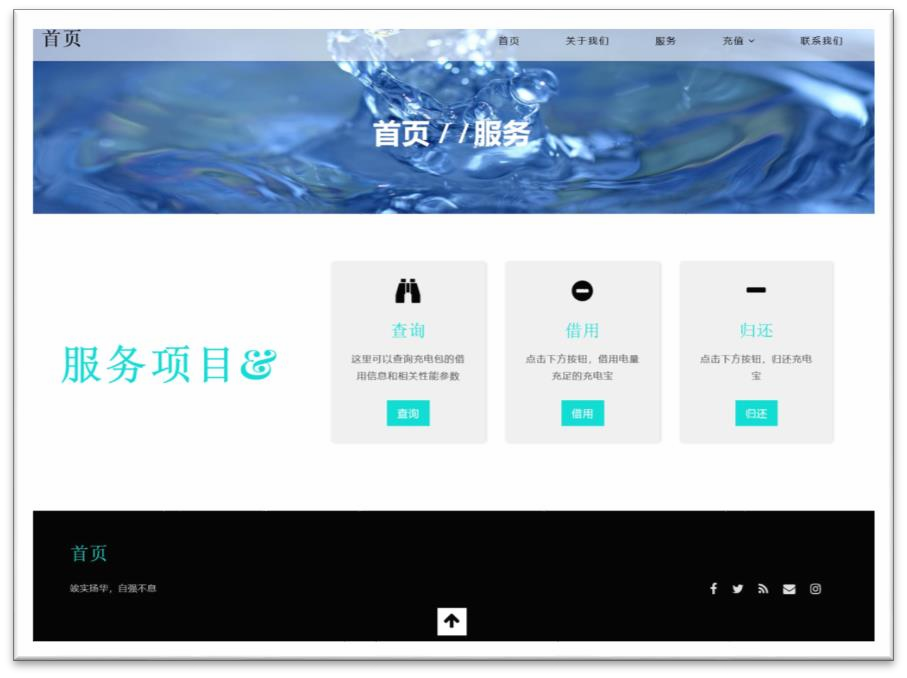 首页
首页 关于我们 服务 充值 联系我们
首页 / / 服务
服务项目&
查询
这里可以查询充电包的借
用信息和相关性能参数
查询
借用
点击下方按钮，借用电量
充足的充电宝
借用
归还
点击下方按钮，归还充电
宝
归还
首页
竢实扬华，自强不息